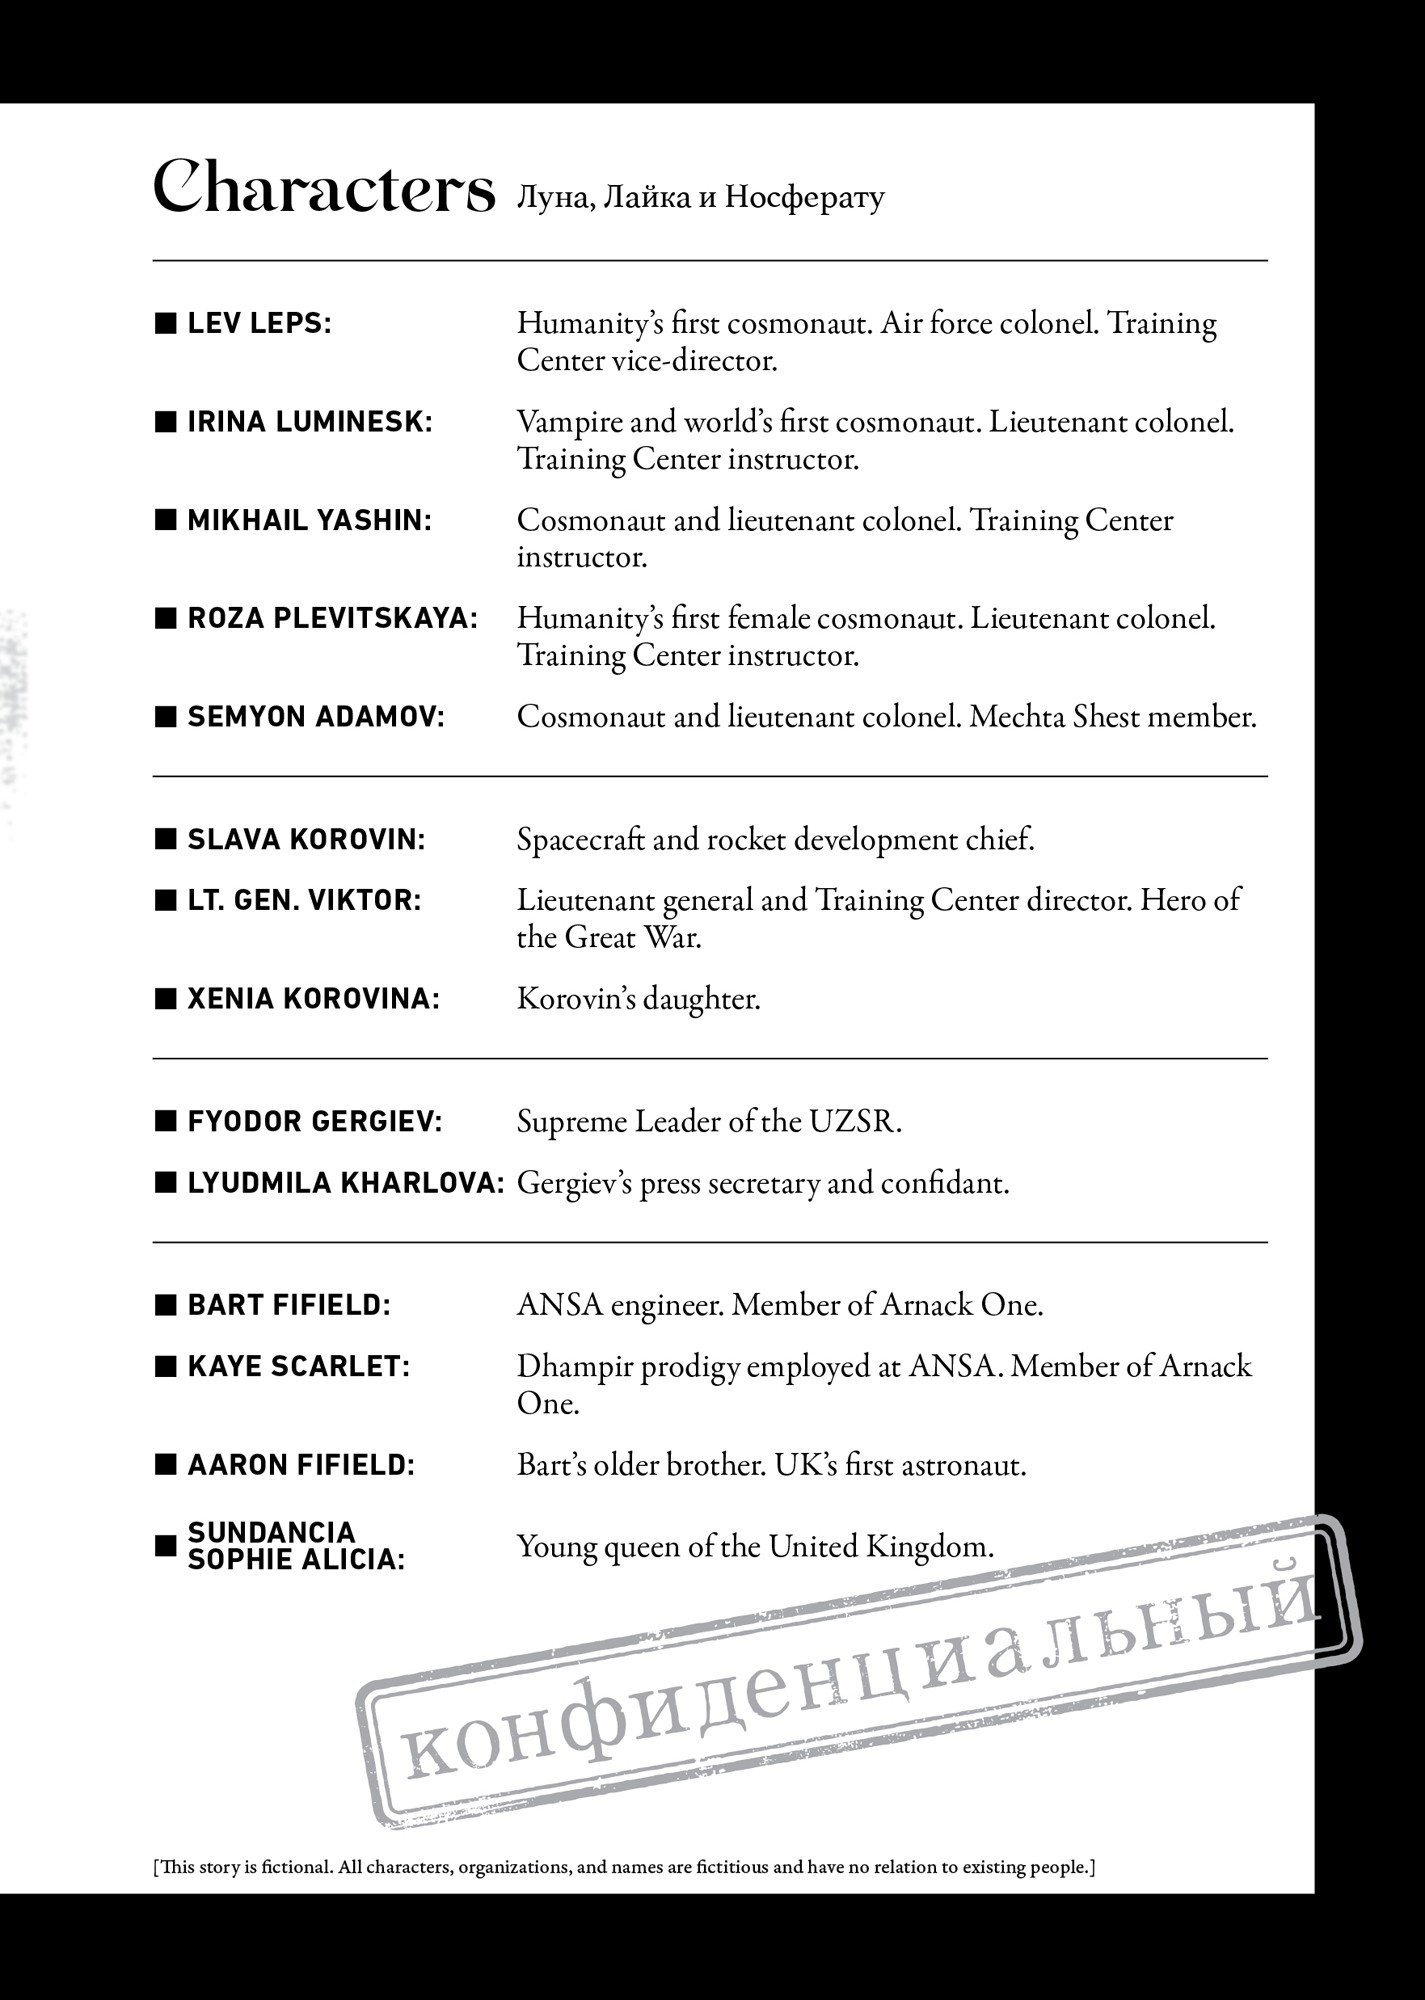 Characters Луна, Лайка и Носферату
■ LEV LEPS: Humanity's first cosmonaut. Air force colonel. Training
Center vice-director.
■ IRINA LUMINESK: Vampire and world's first cosmonaut. Lieutenant colonel.
Training Center instructor.
■ MIKHAIL YASHIN: Cosmonaut and lieutenant colonel. Training Center
instructor.
■ ROZA PLEVITSKAYA: Humanity's first female cosmonaut. Lieutenant colonel.
Training Center instructor.
■ SEMYON ADAMOV: Cosmonaut and lieutenant colonel. Mechta Shest member.
■ SLAVA KOROVIN: Spacecraft and rocket development chief.
■ LT. GEN. VIKTOR: Lieutenant general and Training Center director. Hero of
the Great War.
■ XENIA KOROVINA: Korovin's daughter.
■ FYODOR GERGIEV: Supreme Leader of the UZSR.
■ LYUDMILA KHARLOVA: Gergiev's press secretary and confidant.
■ BART FIFIELD: ANSA engineer. Member of Arnack One.
■ KAYE SCARLET: Dhampir prodigy employed at ANSA. Member of Arnack
One.
■ AARON FIFIELD: Bart's older brother. UK's first astronaut.
■ SUNDANCIA
SOPHIE ALICIA: Young queen of the United Kingdom.
конфиденциальный
[This story is fictional. All characters, organizations, and names are fictitious and have no relation to existing people.]